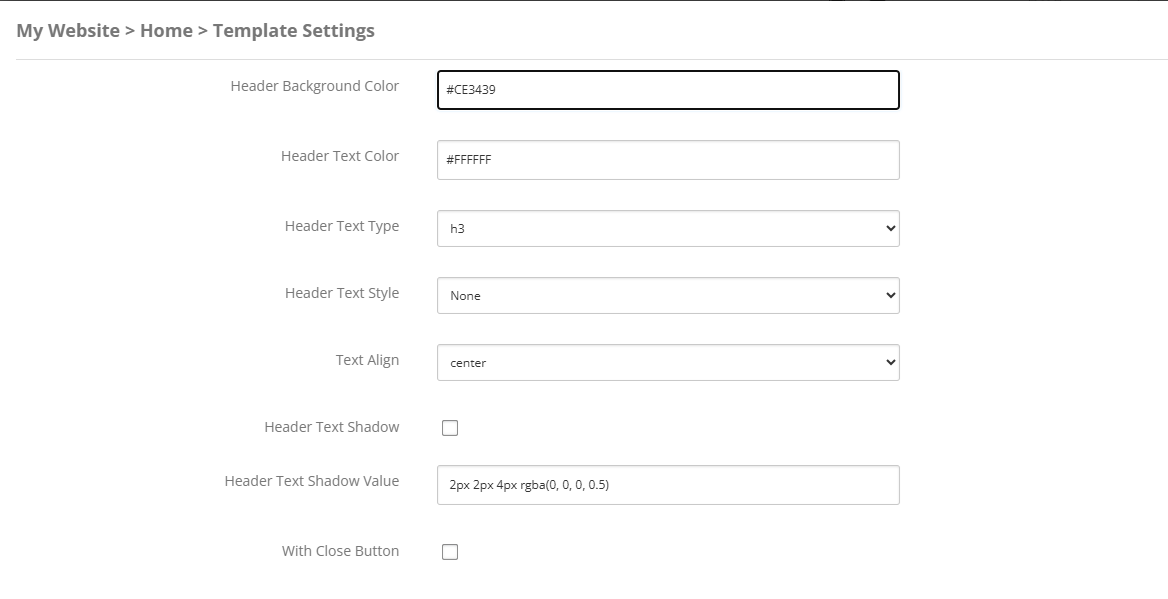 My Website > Home > Template Settings
Header Background Color #CE3439
Header Text Color #FFFFFF
Header Text Type h3
Header Text Style None
Text Align center
Header Text Shadow
Header Text Shadow Value 2px 2px 4px rgba(0, 0, 0, 0.5)
With Close Button